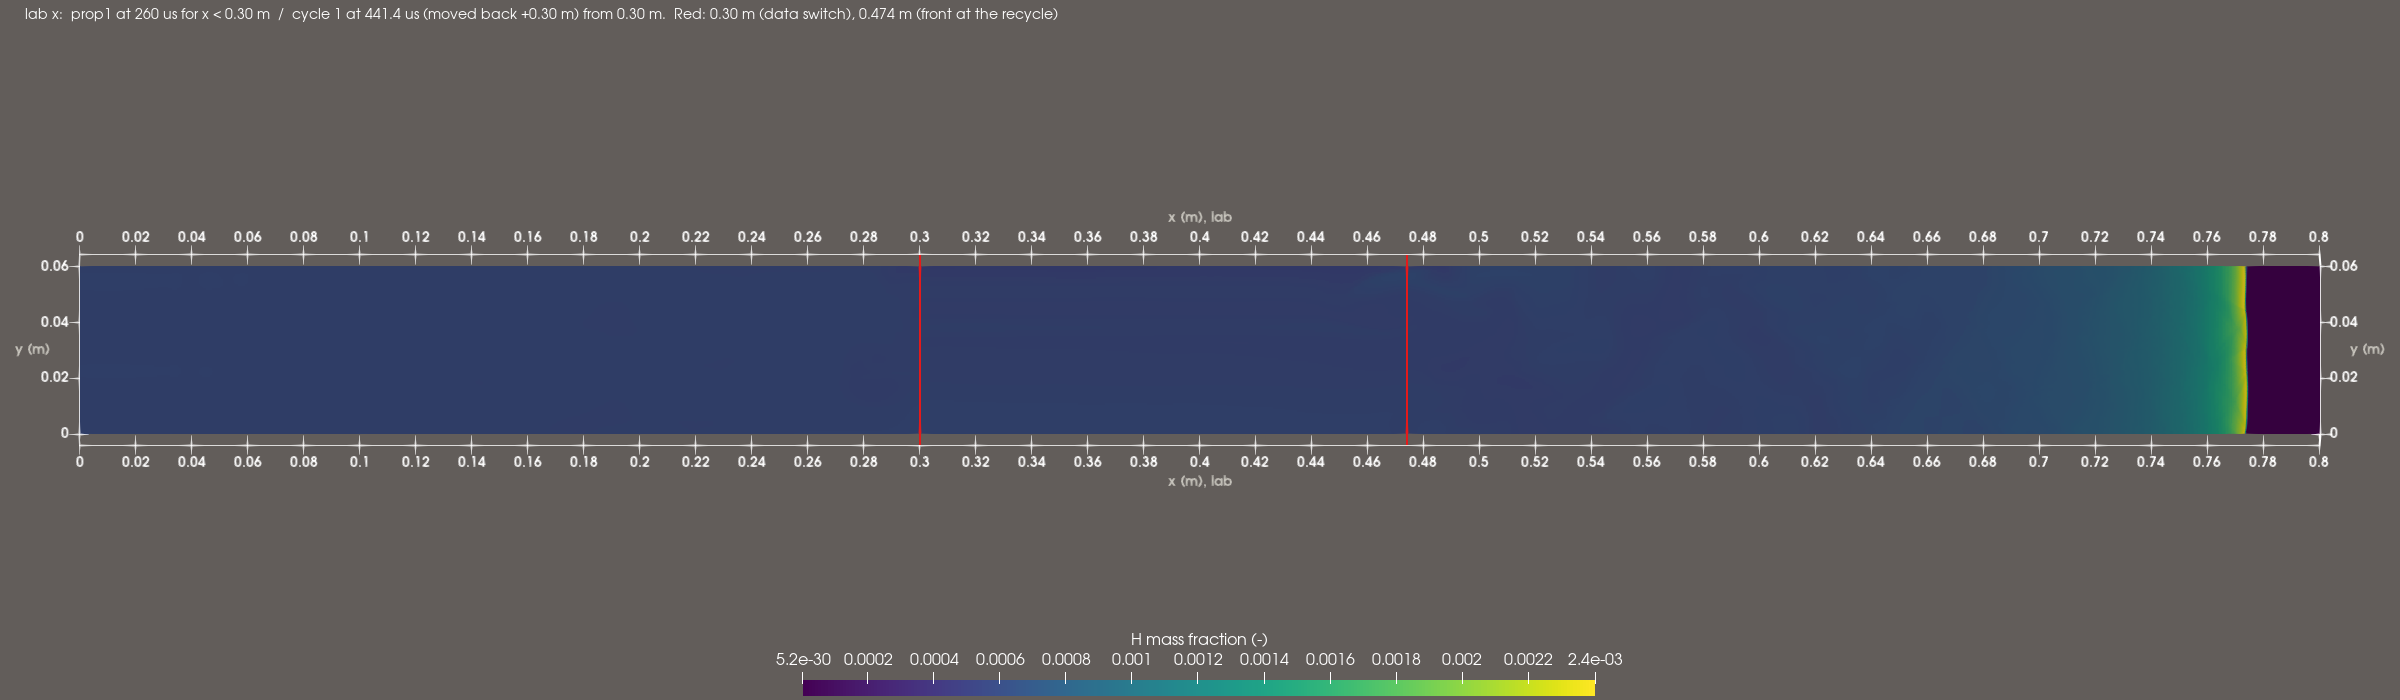 lab x:  prop1 at 260 us for x < 0.30 m  /  cycle 1 at 441.4 us (moved back +0.30 m) from 0.30 m.  Red: 0.30 m (data switch), 0.474 m (front at the recycle)
x (m), lab
0 0.02 0.04 0.06 0.08 0.1 0.12 0.14 0.16 0.18 0.2 0.22 0.24 0.26 0.28 0.3 0.32 0.34 0.36 0.38 0.4 0.42 0.44 0.46 0.48 0.5 0.52 0.54 0.56 0.58 0.6 0.62 0.64 0.66 0.68 0.7 0.72 0.74 0.76 0.78 0.8
0.06 0.06
0.04 0.04
y (m) y (m)
0.02 0.02
0 0
0 0.02 0.04 0.06 0.08 0.1 0.12 0.14 0.16 0.18 0.2 0.22 0.24 0.26 0.28 0.3 0.32 0.34 0.36 0.38 0.4 0.42 0.44 0.46 0.48 0.5 0.52 0.54 0.56 0.58 0.6 0.62 0.64 0.66 0.68 0.7 0.72 0.74 0.76 0.78 0.8
x (m), lab
H mass fraction (-)
5.2e-30 0.0002 0.0004 0.0006 0.0008 0.001 0.0012 0.0014 0.0016 0.0018 0.002 0.0022 2.4e-03